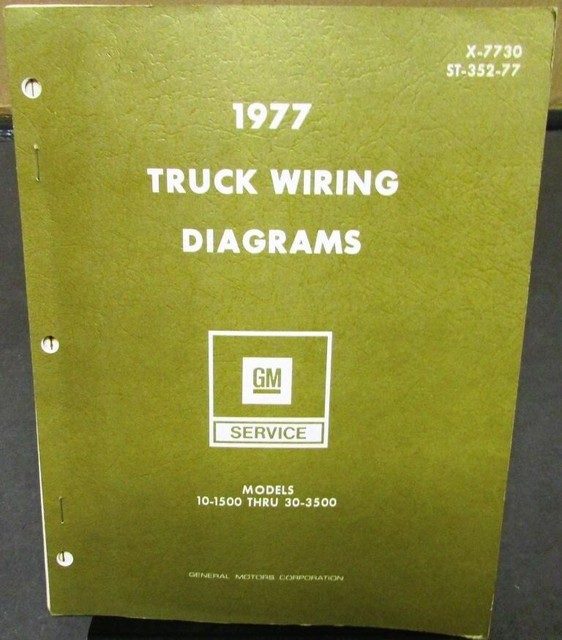 X-7730
ST-352-77
1977
TRUCK WIRING
DIAGRAMS
GM
SERVICE
MODELS
10-1500 THRU 30-3500
GENERAL MOTORS CORPORATION